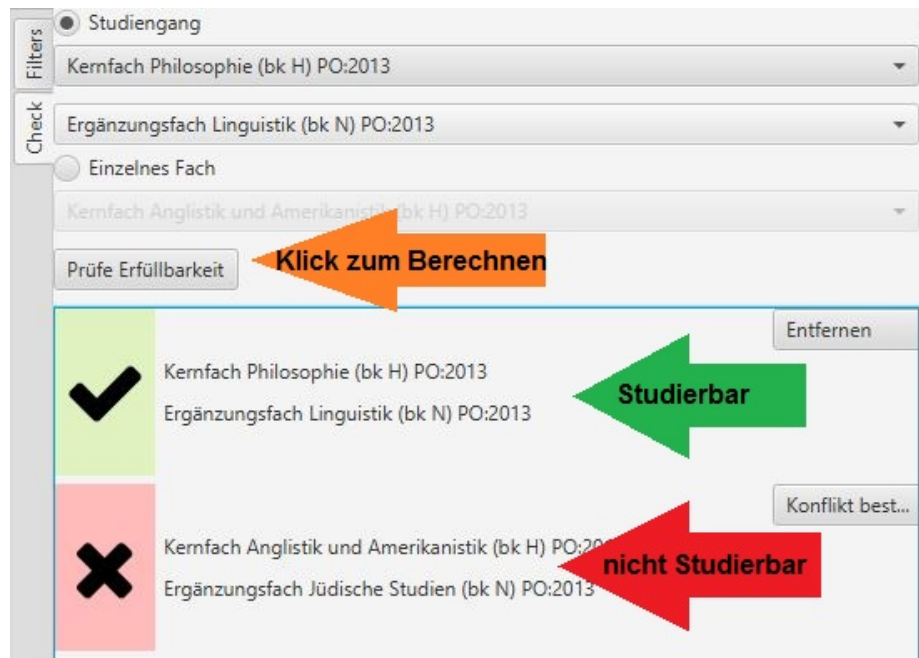 Filters
Check
Studiengang
Kernfach Philosophie (bk H) PO:2013
Ergänzungsfach Linguistik (bk N) PO:2013
Einzelnes Fach
Kernfach Anglistik und Amerikanistik (bk H) PO:2013
Prüfe Erfüllbarkeit
Klick zum Berechnen
Entfernen
Kernfach Philosophie (bk H) PO:2013
Ergänzungsfach Linguistik (bk N) PO:2013
Studierbar
Konflikt best...
Kernfach Anglistik und Amerikanistik (bk H)
Ergänzungsfach Jüdische Studien (bk N) PO:2013
nicht Studierbar